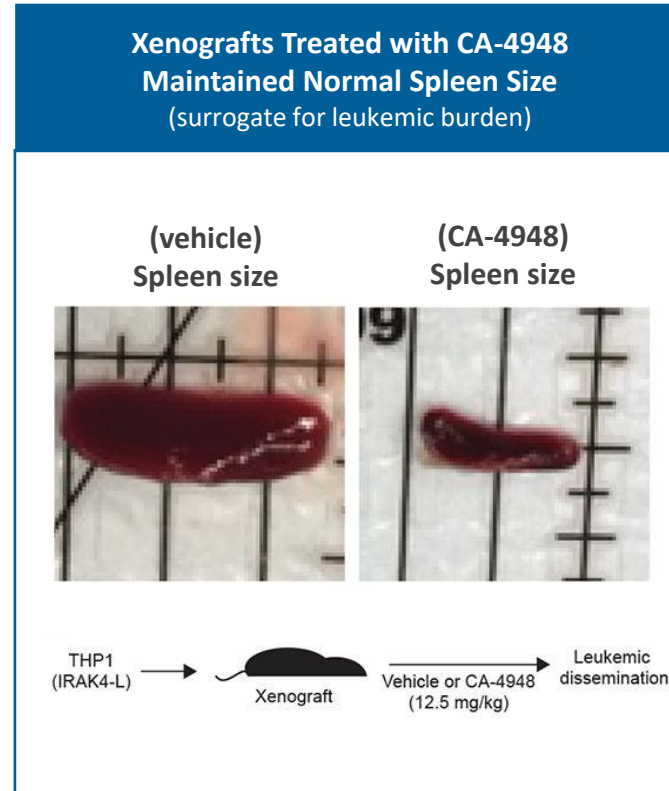 Xenografts Treated with CA-4948
Maintained Normal Spleen Size
(surrogate for leukemic burden)
(vehicle)
Spleen size
(CA-4948)
Spleen size
THP1
(IRAK4-L)
Xenograft
Vehicle or CA-4948
(12.5 mg/kg)
Leukemic
dissemination